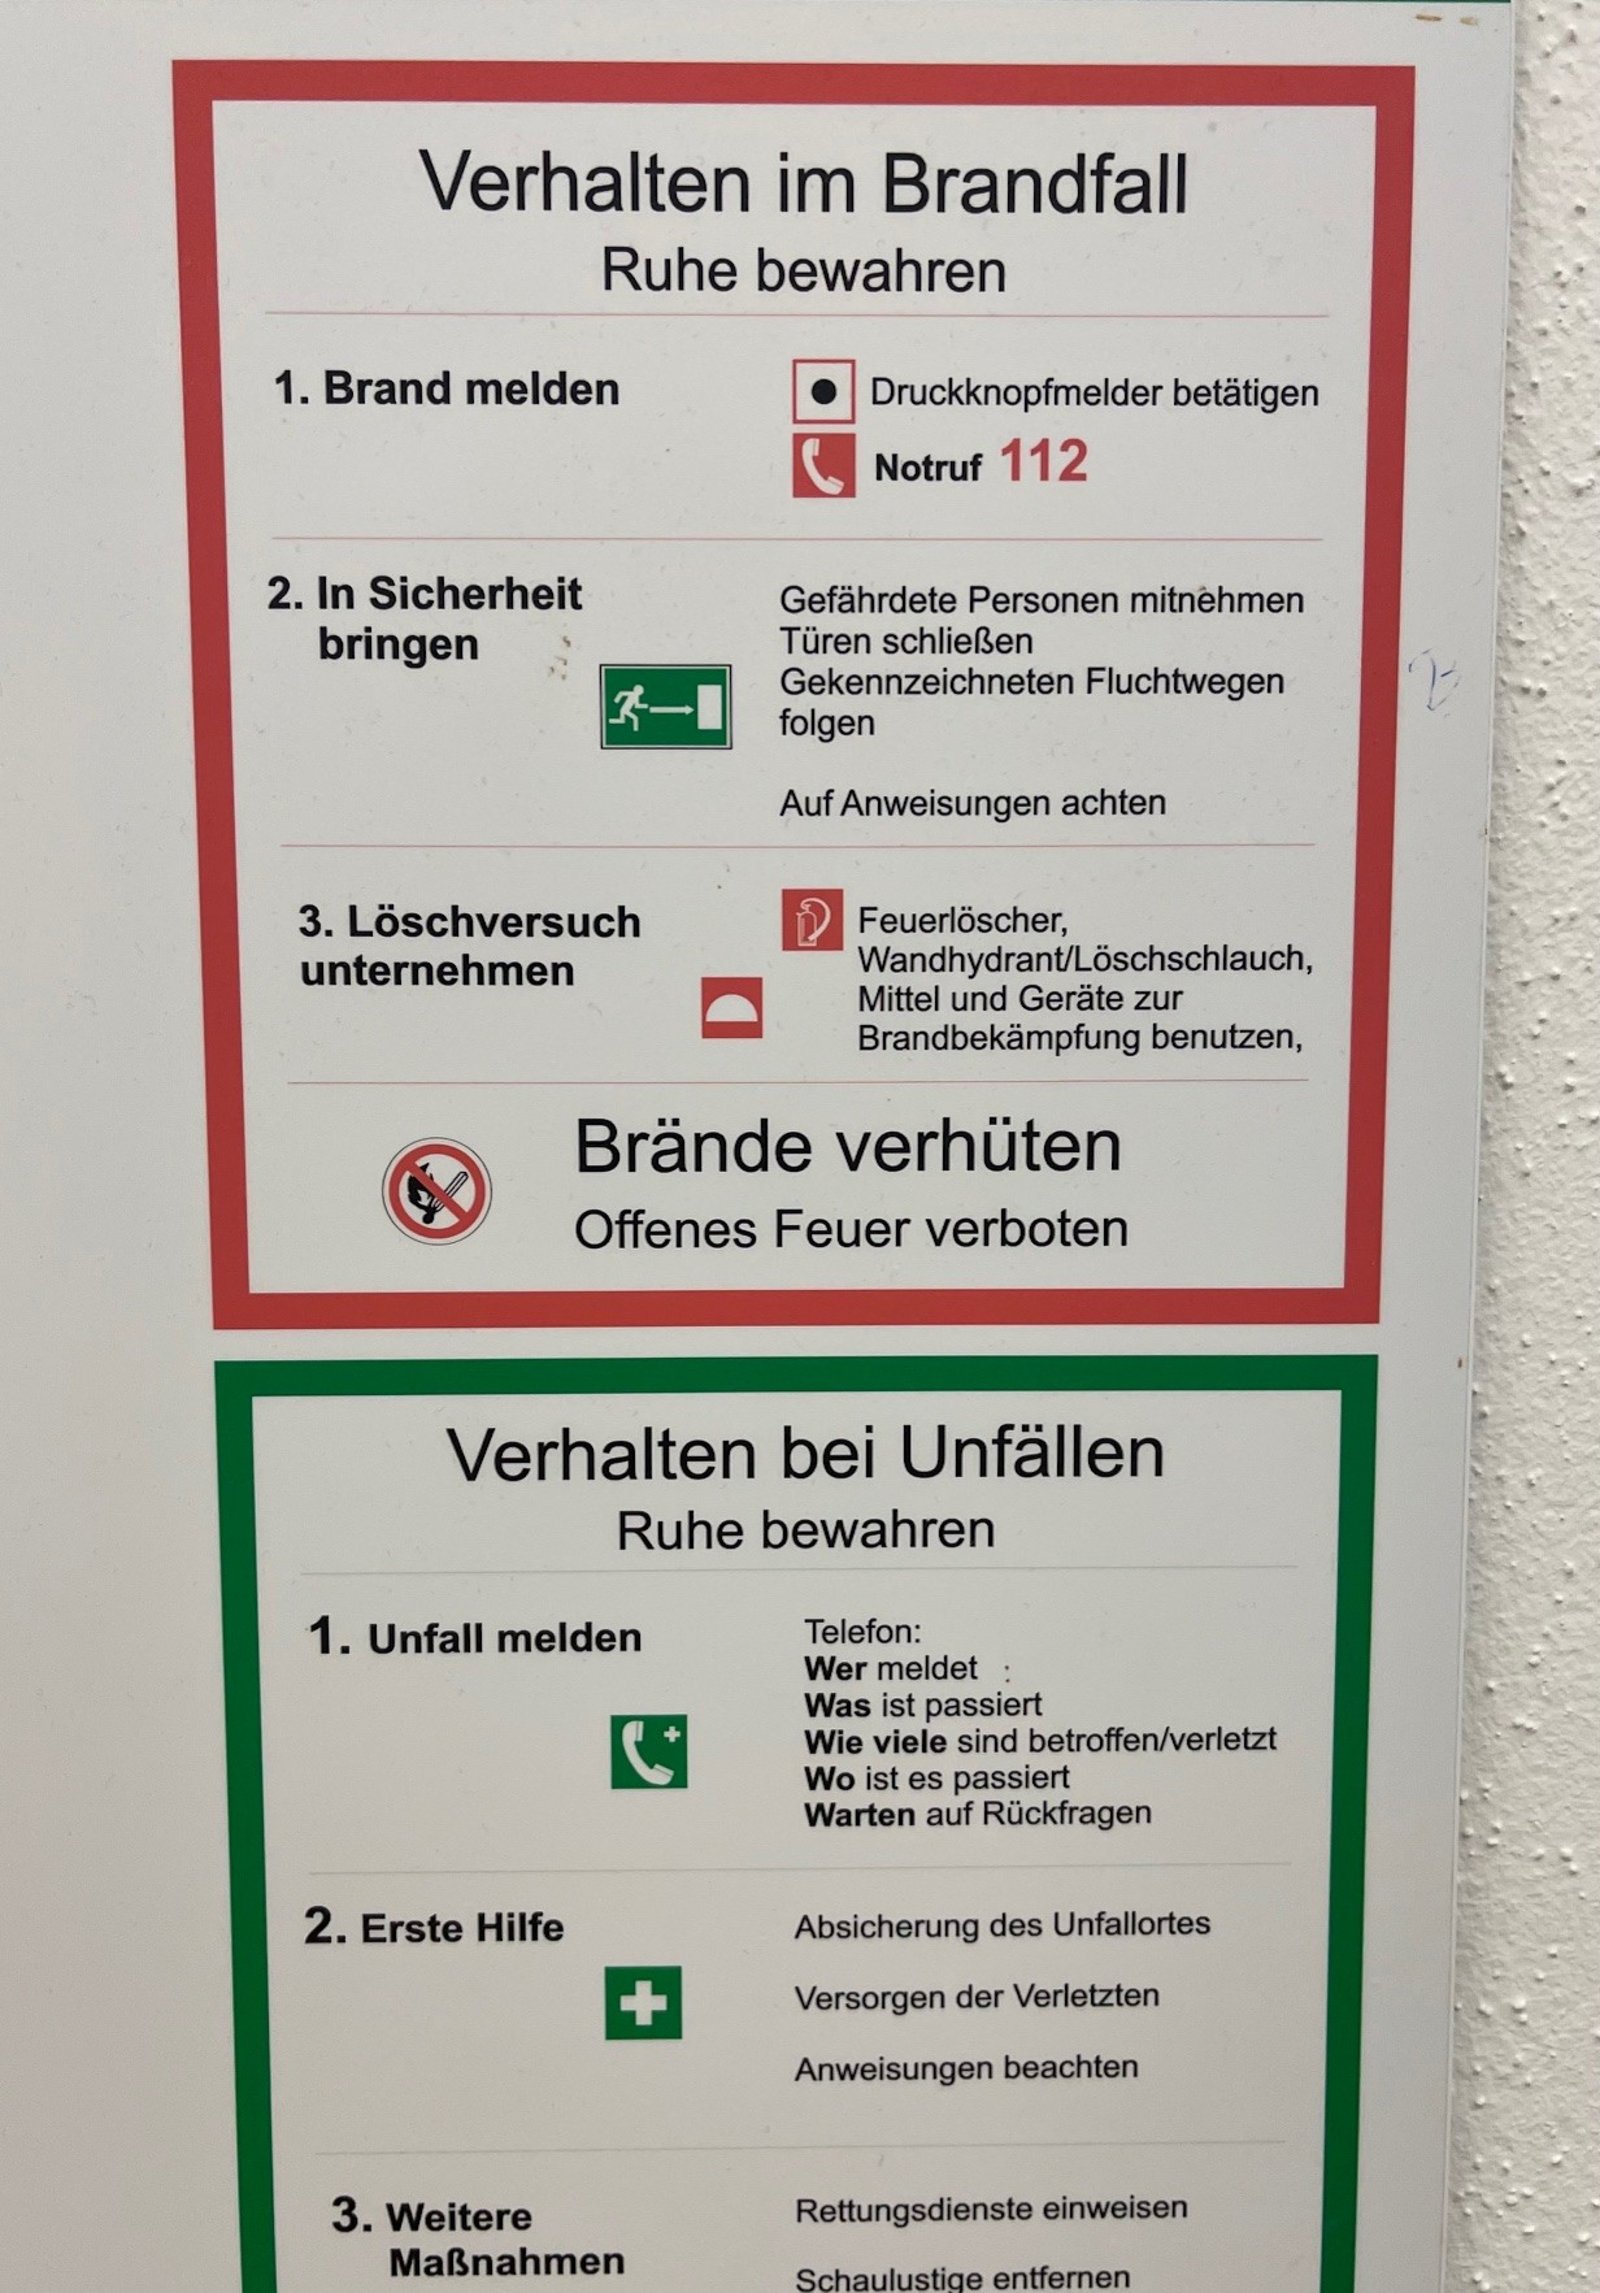 Verhalten im Brandfall
Ruhe bewahren
1. Brand melden
Druckknopfmelder betätigen
Notruf 112
2. In Sicherheit
bringen
Gefährdete Personen mitnehmen
Türen schließen
Gekennzeichneten Fluchtwegen
folgen
Auf Anweisungen achten
3. Löschversuch
unternehmen
Feuerlöscher,
Wandhydrant/Löschschlauch,
Mittel und Geräte zur
Brandbekämpfung benutzen,
Brände verhüten
Offenes Feuer verboten
Verhalten bei Unfällen
Ruhe bewahren
1. Unfall melden
Telefon:
Wer meldet :
Was ist passiert
Wie viele sind betroffen/verletzt
Wo ist es passiert
Warten auf Rückfragen
2. Erste Hilfe
Absicherung des Unfallortes
Versorgen der Verletzten
Anweisungen beachten
3. Weitere
Maßnahmen
Rettungsdienste einweisen
Schaulustige entfernen